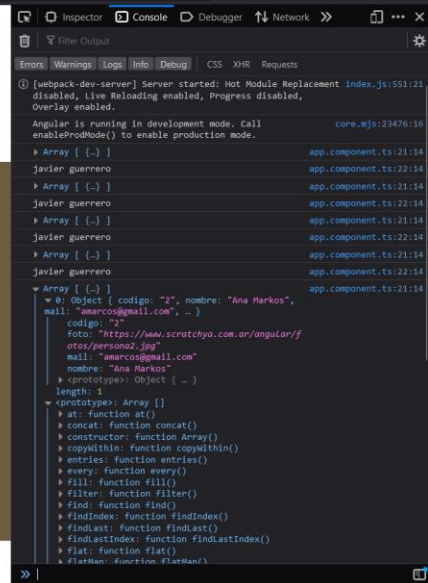 Inspector Console Debugger Network
Filter Output
Errors Warnings Logs Info Debug CSS XHR Requests
[webpack-dev-server] Server started: Hot Module Replacement index.js:551:21
disabled, Live Reloading enabled, Progress disabled,
Overlay enabled.
Angular is running in development mode. Call core.mjs:23476:16
enableProdMode() to enable production mode.
Array [ {…} ] app.component.ts:21:14
javier guerrero app.component.ts:22:14
Array [ {…} ] app.component.ts:21:14
javier guerrero app.component.ts:22:14
Array [ {…} ] app.component.ts:21:14
javier guerrero app.component.ts:22:14
Array [ {…} ] app.component.ts:21:14
javier guerrero app.component.ts:22:14
Array [ {…} ] app.component.ts:21:14
0: Object { codigo: "2", nombre: "Ana Markos",
mail: "amarcos@gmail.com", … }
codigo: "2"
foto: "https://www.scratchya.com.ar/angular/f
otos/persona2.jpg"
mail: "amarcos@gmail.com"
nombre: "Ana Markos"
<prototype>: Object { … }
length: 1
<prototype>: Array []
at: function at()
concat: function concat()
constructor: function Array()
copyWithin: function copyWithin()
entries: function entries()
every: function every()
fill: function fill()
filter: function filter()
find: function find()
findIndex: function findIndex()
findLast: function findLast()
findLastIndex: function findLastIndex()
flat: function flat()
flatMap: function flatMap()